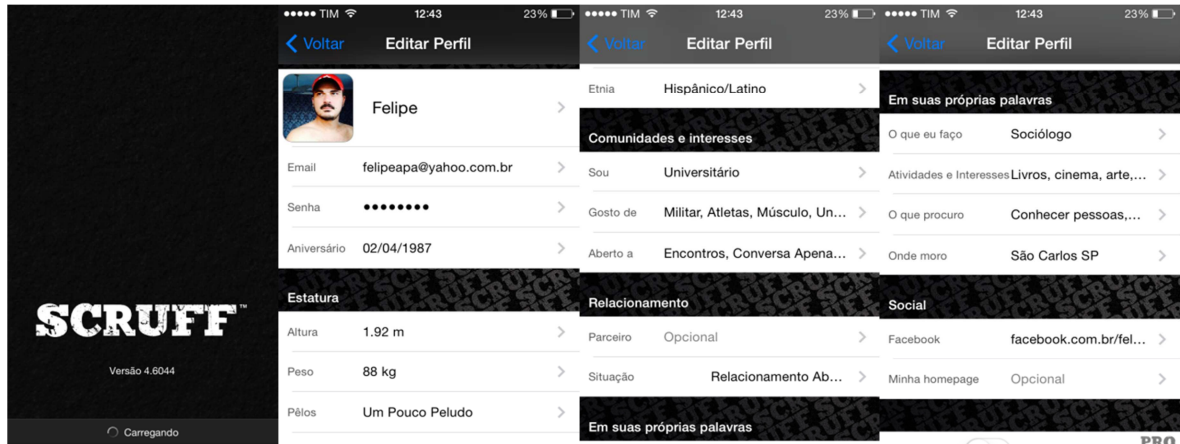 SCRUFF™
Versão 4.6044
Carregando
TIM 12:43 23%
Voltar Editar Perfil
Felipe
Email felipeapa@yahoo.com.br
Senha ••••••••
Aniversário 02/04/1987
Estatura
Altura 1.92 m
Peso 88 kg
Pêlos Um Pouco Peludo
TIM 12:43 23%
Voltar Editar Perfil
Etnia Hispânico/Latino
Comunidades e interesses
Sou Universitário
Gosto de Militar, Atletas, Músculo, Un...
Aberto a Encontros, Conversa Apena...
Relacionamento
Parceiro Opcional
Situação Relacionamento Ab...
Em suas próprias palavras
TIM 12:43 23%
Voltar Editar Perfil
Em suas próprias palavras
O que eu faço Sociólogo
Atividades e Interesses Livros, cinema, arte,...
O que procuro Conhecer pessoas,...
Onde moro São Carlos SP
Social
Facebook facebook.com.br/fel...
Minha homepage Opcional
PRO